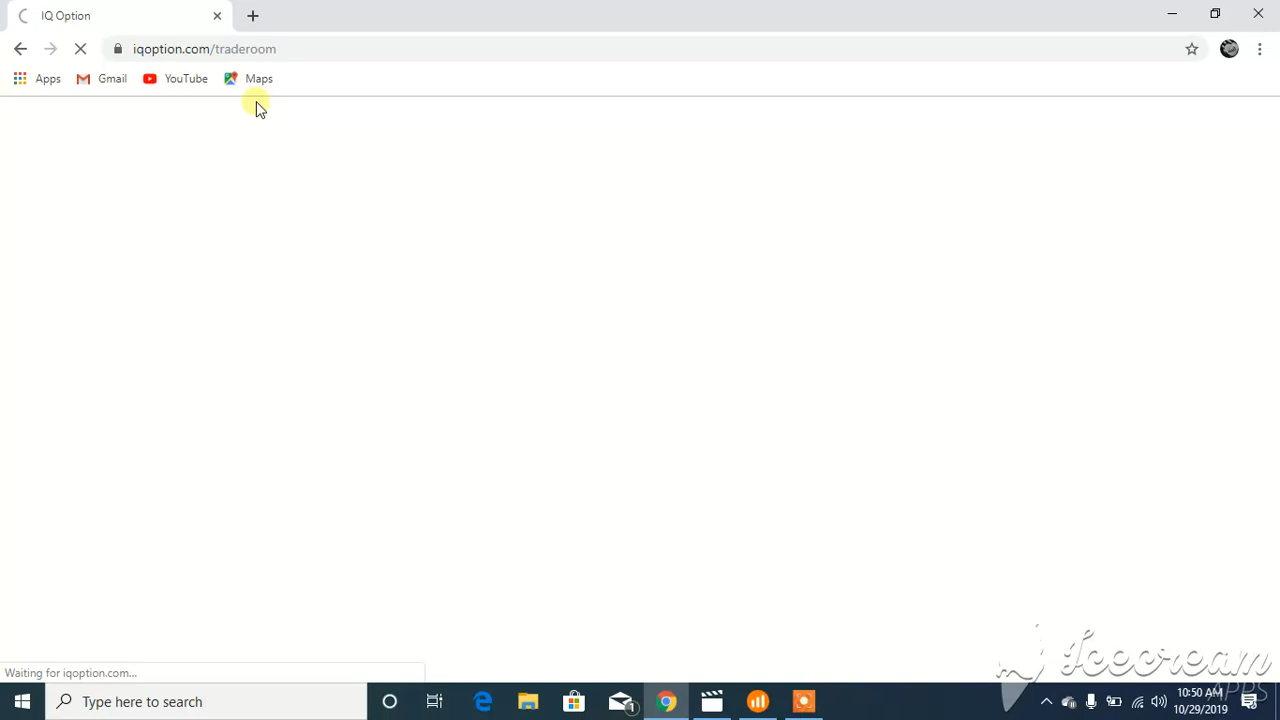 IQ Option
iqoption.com/traderoom
Apps Gmail YouTube Maps
Waiting for iqoption.com...
Icecream
APPS
Type here to search
1
10:50 AM
10/29/2019